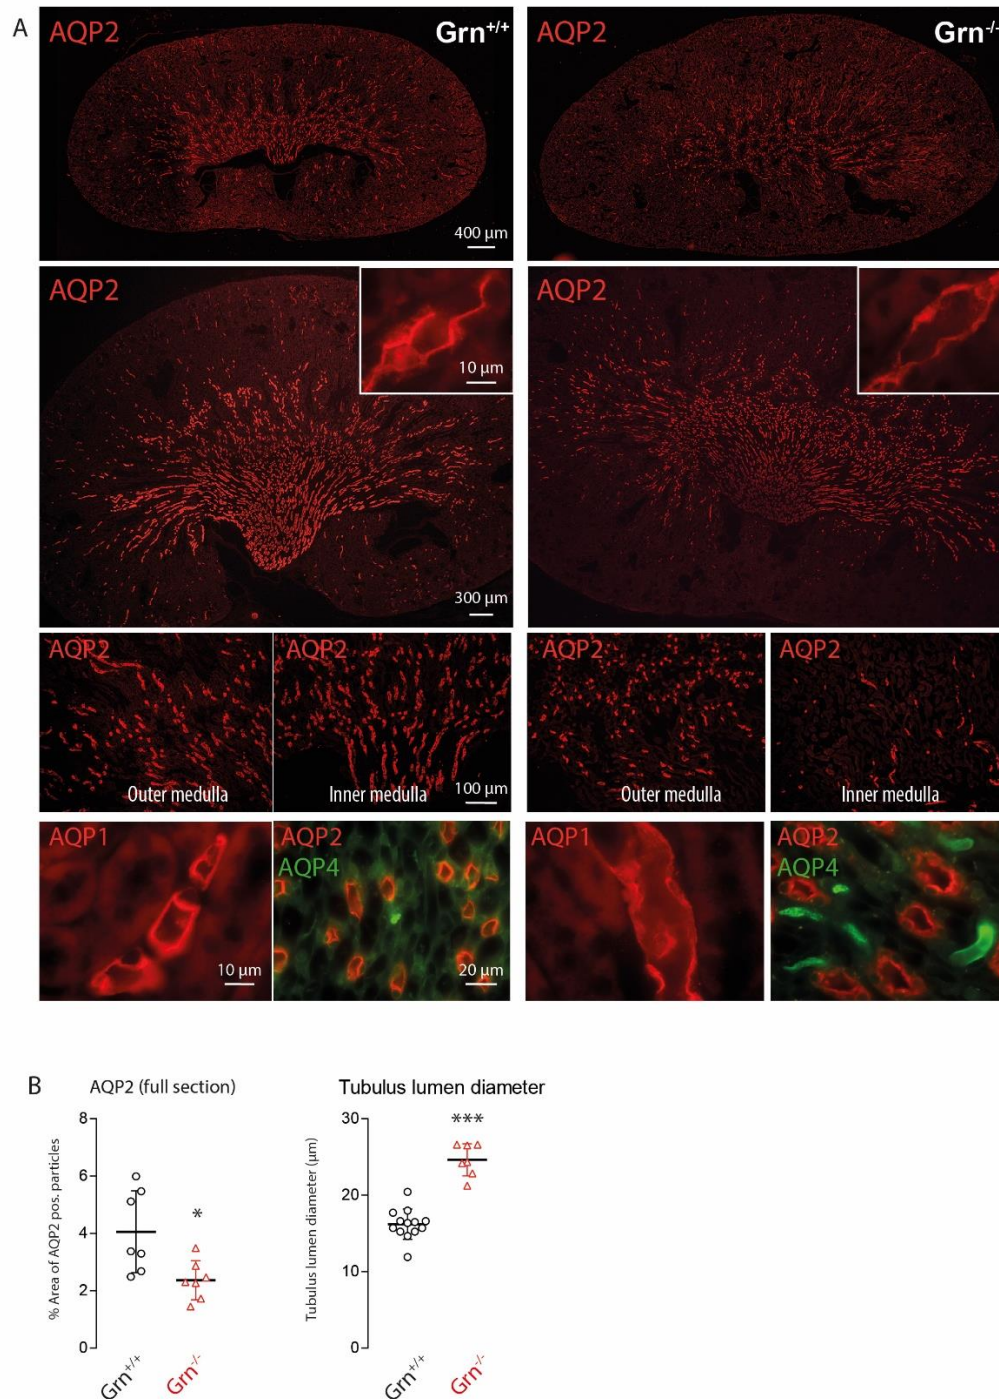 A
AQP2 Grn+/+
400 µm
AQP2 Grn-/-
AQP2
10 µm
300 µm
AQP2
AQP2
Outer medulla
AQP2
Inner medulla
100 µm
AQP2
Outer medulla
AQP2
Inner medulla
AQP1
10 µm
AQP2
AQP4
20 µm
AQP1
AQP2
AQP4
B
AQP2 (full section)
% Area of AQP2 pos. particles
8
6
4
2
0
*
Grn+/+
Grn-/-
Tubulus lumen diameter
Tubulus lumen diameter (µm)
30
20
10
0
***
Grn+/+
Grn-/-